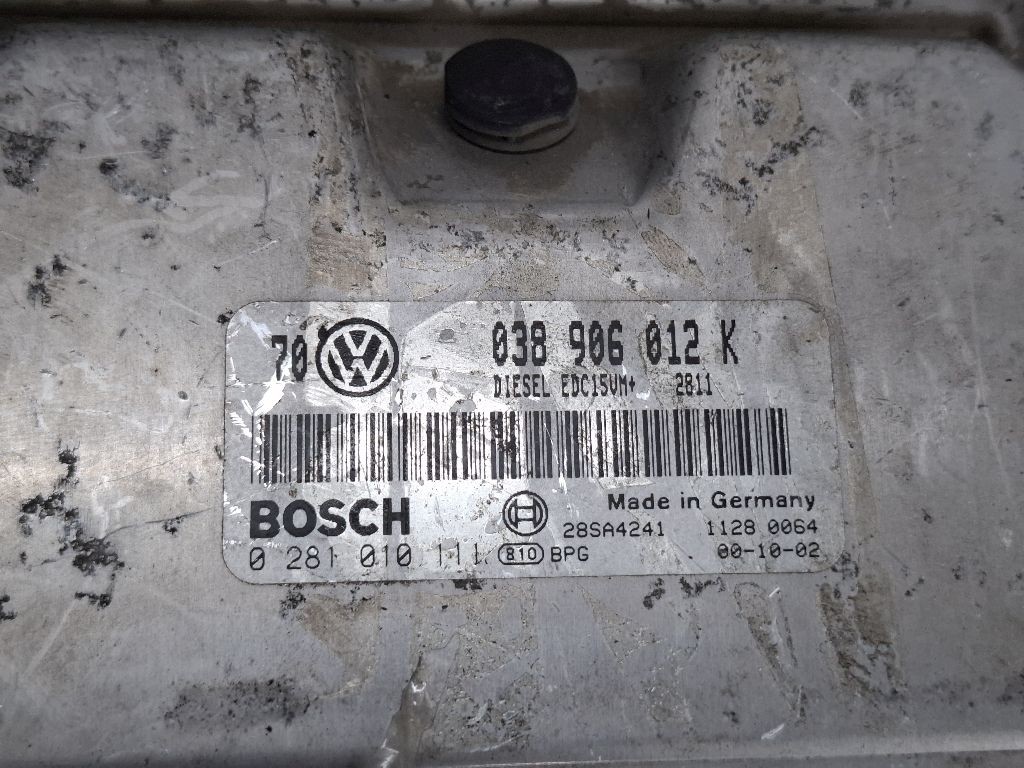 70 VW 038 906 012 K
DIESEL EDC15VM+ 2811
BOSCH
Made in Germany
28SA4241 1128 0064
0 281 010 111 810 BPG 00-10-02